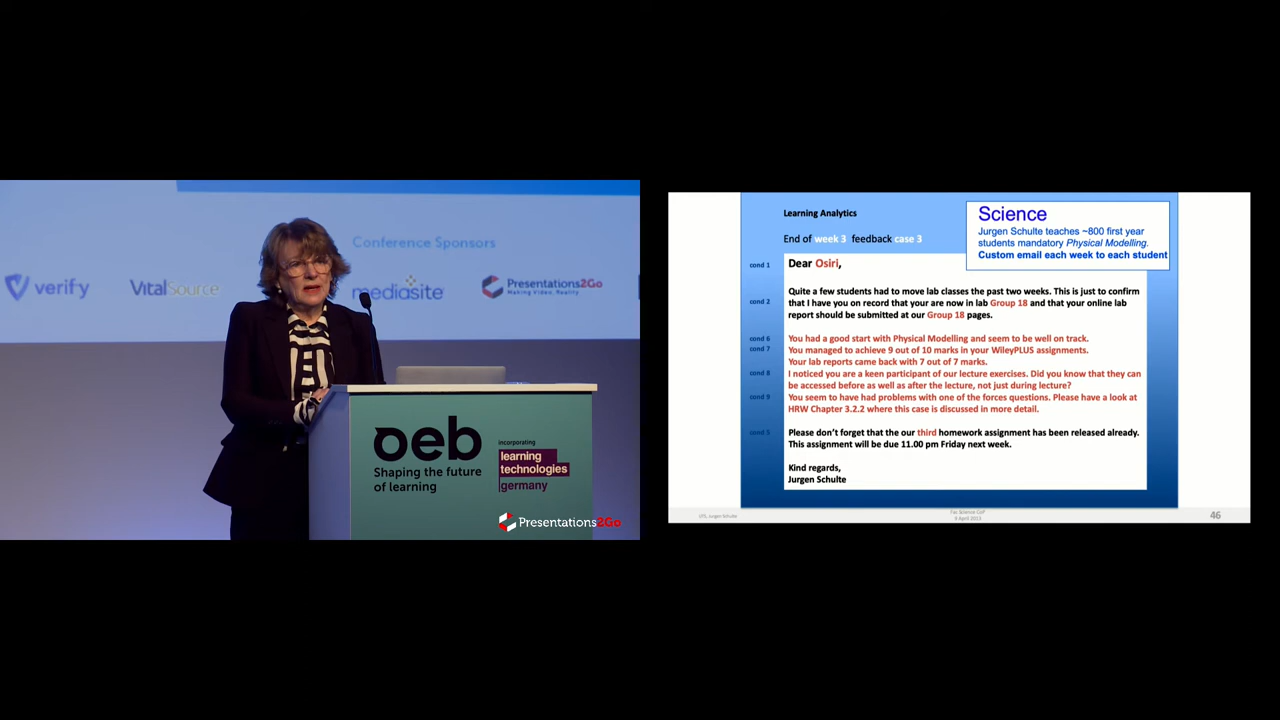 Conference Sponsors
verify
VitalSource
mediasite
Presentations2Go
Making Video, Reality
oeb
Shaping the future
of learning
incorporating
learning
technologies
germany
Presentations2Go
Learning Analytics
End of week 3 feedback case 3
Science
Jurgen Schulte teaches ~800 first year
students mandatory Physical Modelling.
Custom email each week to each student
cond 1
Dear Osiri,
Quite a few students had to move lab classes the past two weeks. This is just to confirm
cond 2
that I have you on record that your are now in lab Group 18 and that your online lab
report should be submitted at our Group 18 pages.
cond 6
You had a good start with Physical Modelling and seem to be well on track.
cond 7
You managed to achieve 9 out of 10 marks in your WileyPLUS assignments.
Your lab reports came back with 7 out of 7 marks.
cond 8
I noticed you are a keen participant of our lecture exercises. Did you know that they can
be accessed before as well as after the lecture, not just during lecture?
cond 9
You seem to have had problems with one of the forces questions. Please have a look at
HRW Chapter 3.2.2 where this case is discussed in more detail.
cond 5
Please don't forget that the our third homework assignment has been released already.
This assignment will be due 11.00 pm Friday next week.
Kind regards,
Jurgen Schulte
Jurgen Schulte
Fac Science CoP
9 April 2013
46